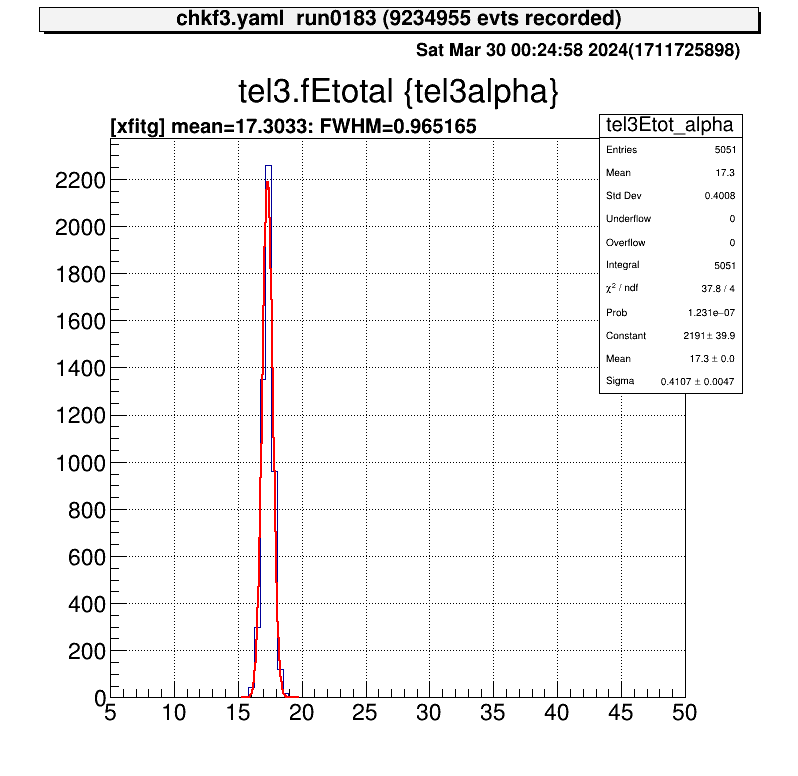 chkf3.yaml run0183 (9234955 evts recorded)
Sat Mar 30 00:24:58 2024(1711725898)
tel3.fEtotal {tel3alpha}
[xfitg] mean=17.3033: FWHM=0.965165
tel3Etot_alpha
Entries 5051
Mean 17.3
Std Dev 0.4008
Underflow 0
Overflow 0
Integral 5051
χ² / ndf 37.8 / 4
Prob 1.231e−07
Constant 2191 ± 39.9
Mean 17.3 ± 0.0
Sigma 0.4107 ± 0.0047
2200
2000
1800
1600
1400
1200
1000
800
600
400
200
0
5 10 15 20 25 30 35 40 45 50